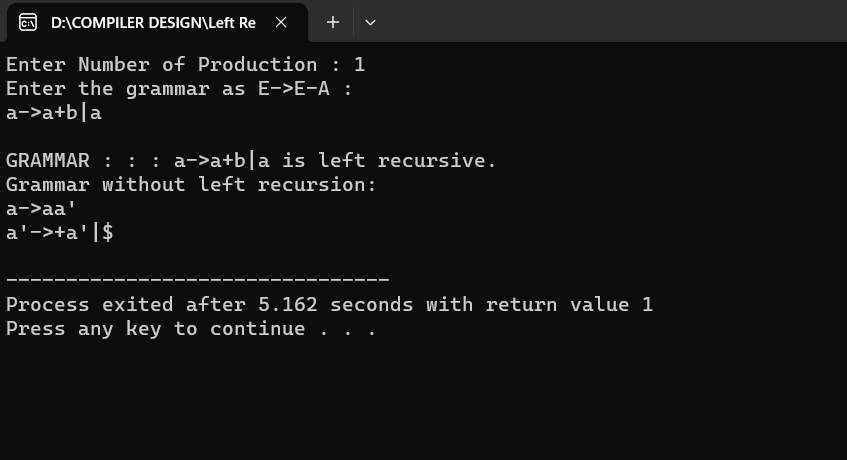 D:\COMPILER DESIGN\Left Re
Enter Number of Production : 1
Enter the grammar as E->E-A :
a->a+b|a
GRAMMAR : : : a->a+b|a is left recursive.
Grammar without left recursion:
a->aa'
a'->+a'|$
--------------------------------
Process exited after 5.162 seconds with return value 1
Press any key to continue . . .